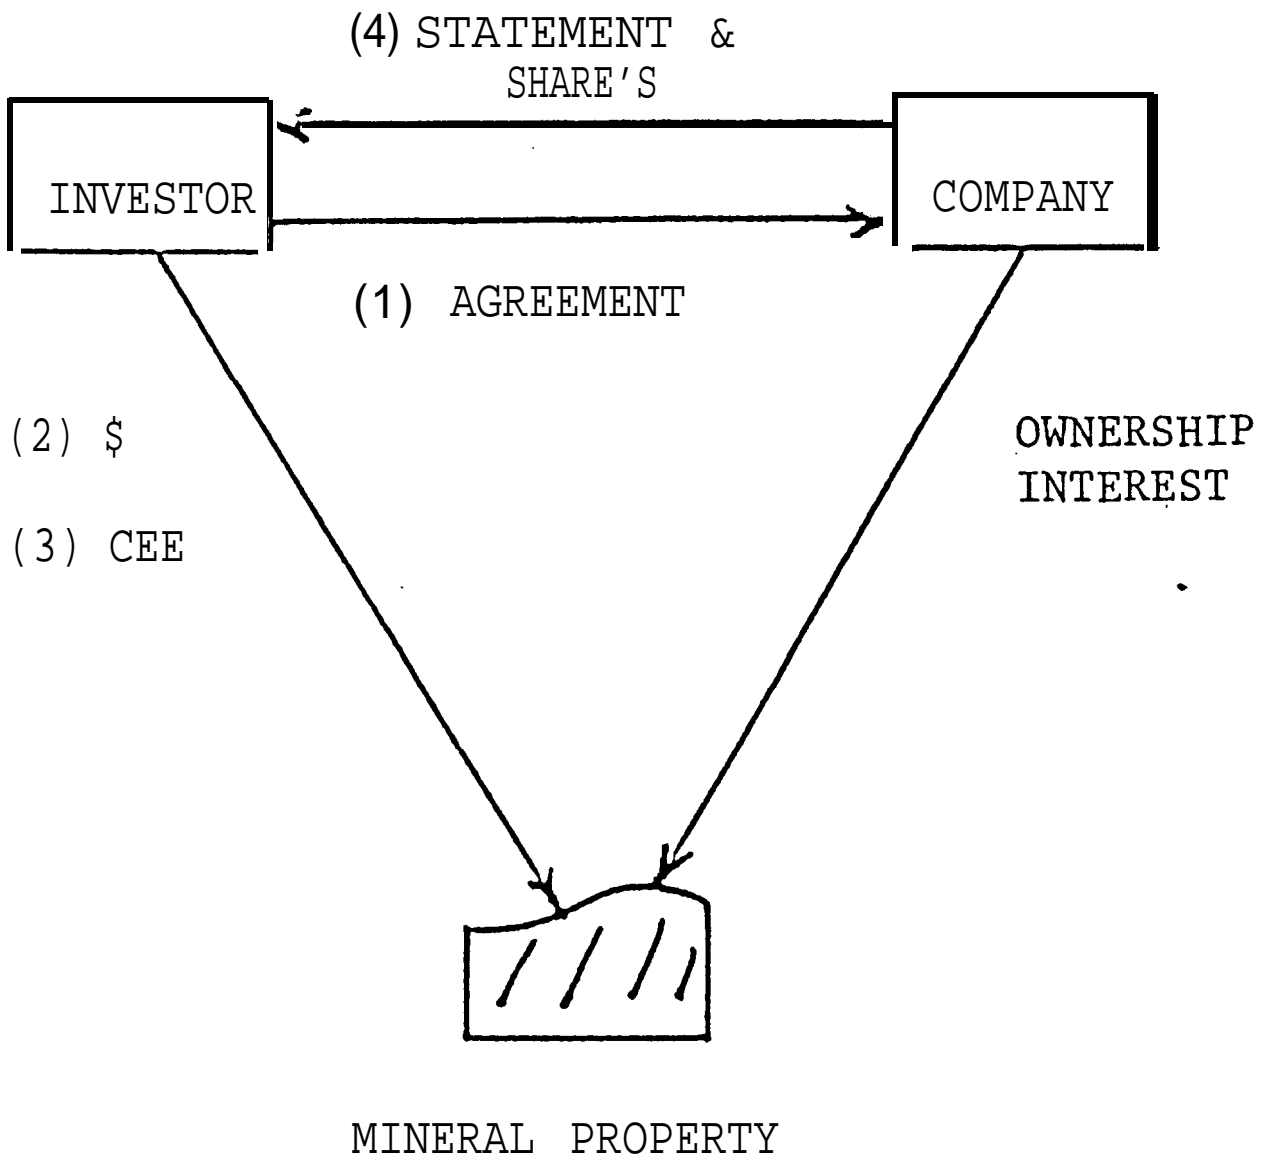 (4) STATEMENT &
SHARE'S
INVESTOR
COMPANY
(1) AGREEMENT
(2) $
OWNERSHIP
INTEREST
(3) CEE
MINERAL PROPERTY